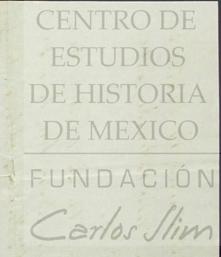 CENTRO DE
ESTUDIOS
DE HISTORIA
DE MEXICO
FUNDACIÓN
Carlos Slim